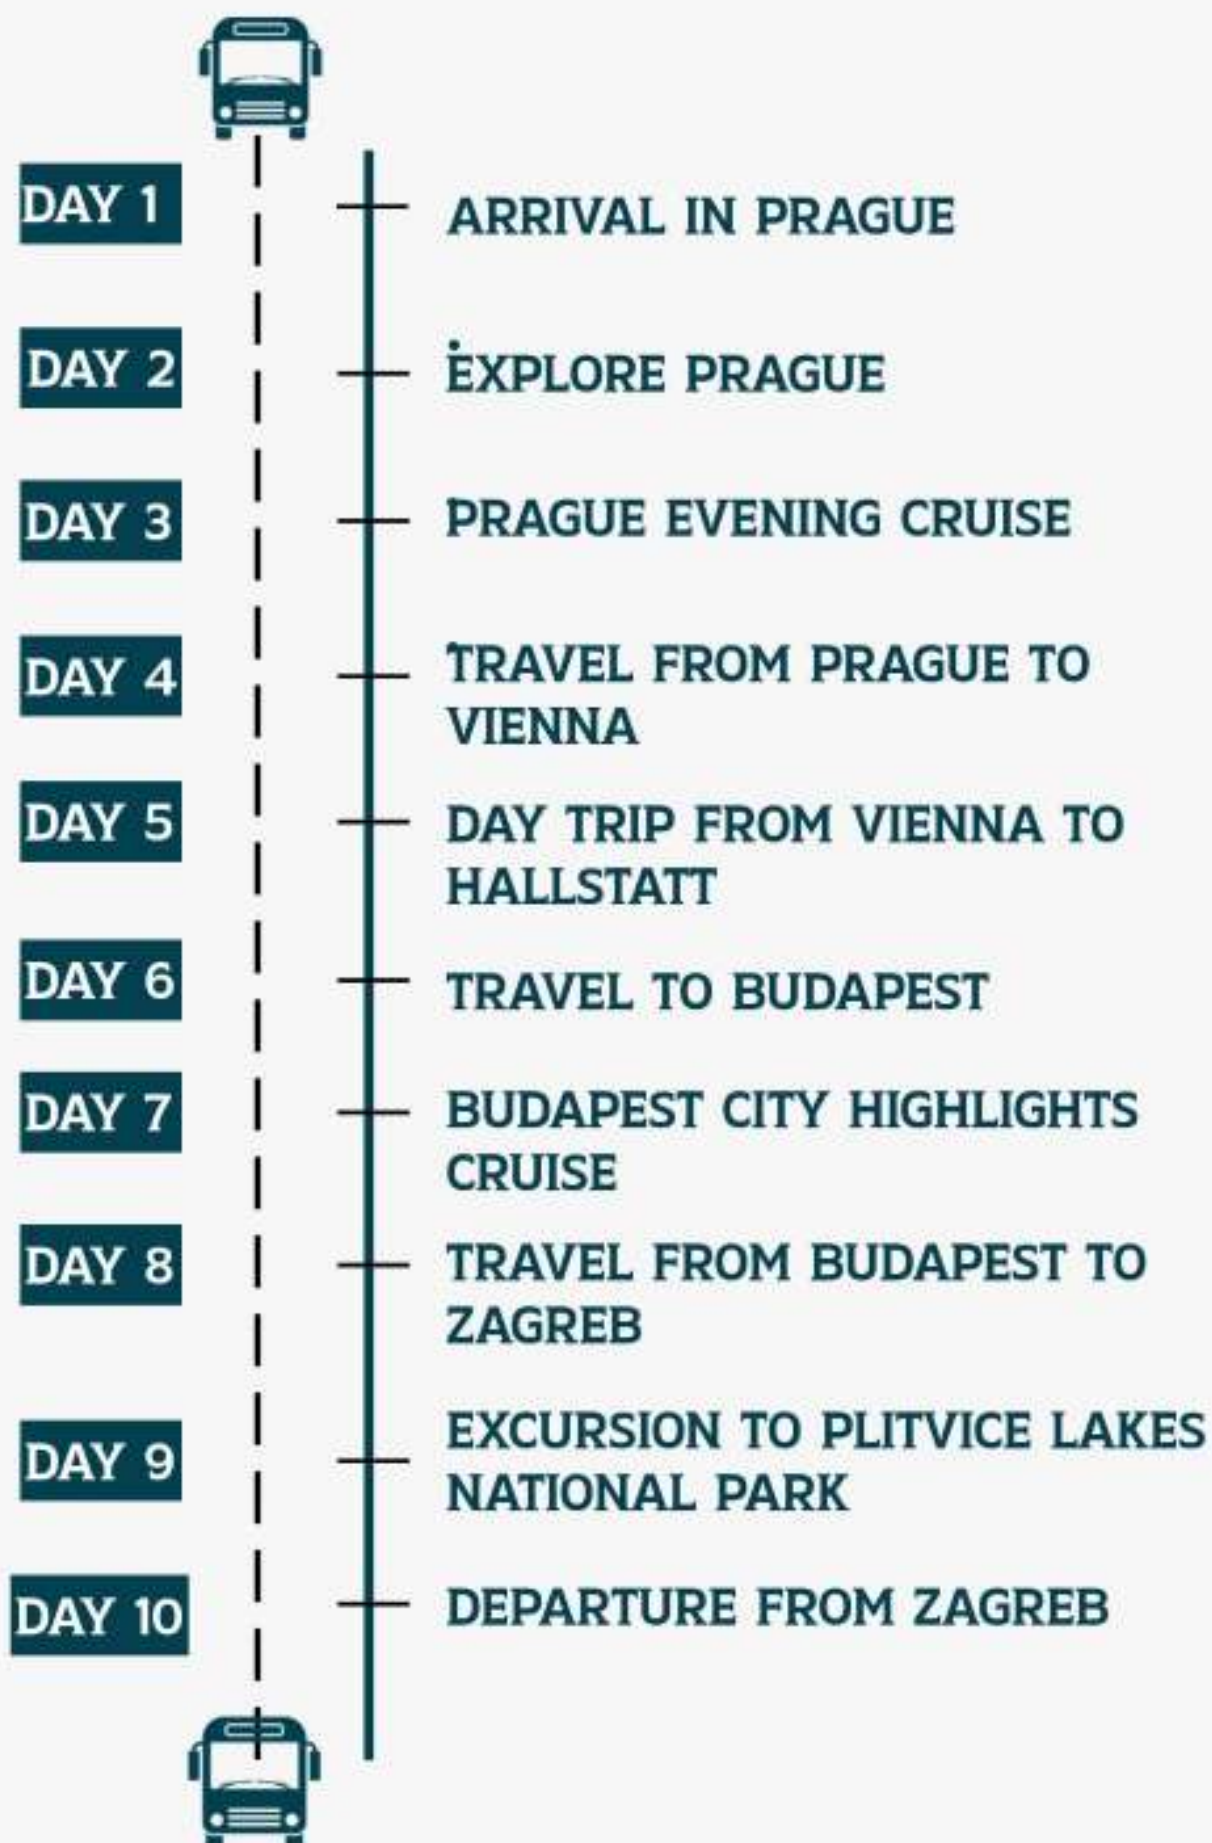 DAY 1
ARRIVAL IN PRAGUE
DAY 2
EXPLORE PRAGUE
DAY 3
PRAGUE EVENING CRUISE
DAY 4
TRAVEL FROM PRAGUE TO
VIENNA
DAY 5
DAY TRIP FROM VIENNA TO
HALLSTATT
DAY 6
TRAVEL TO BUDAPEST
DAY 7
BUDAPEST CITY HIGHLIGHTS
CRUISE
DAY 8
TRAVEL FROM BUDAPEST TO
ZAGREB
DAY 9
EXCURSION TO PLITVICE LAKES
NATIONAL PARK
DAY 10
DEPARTURE FROM ZAGREB